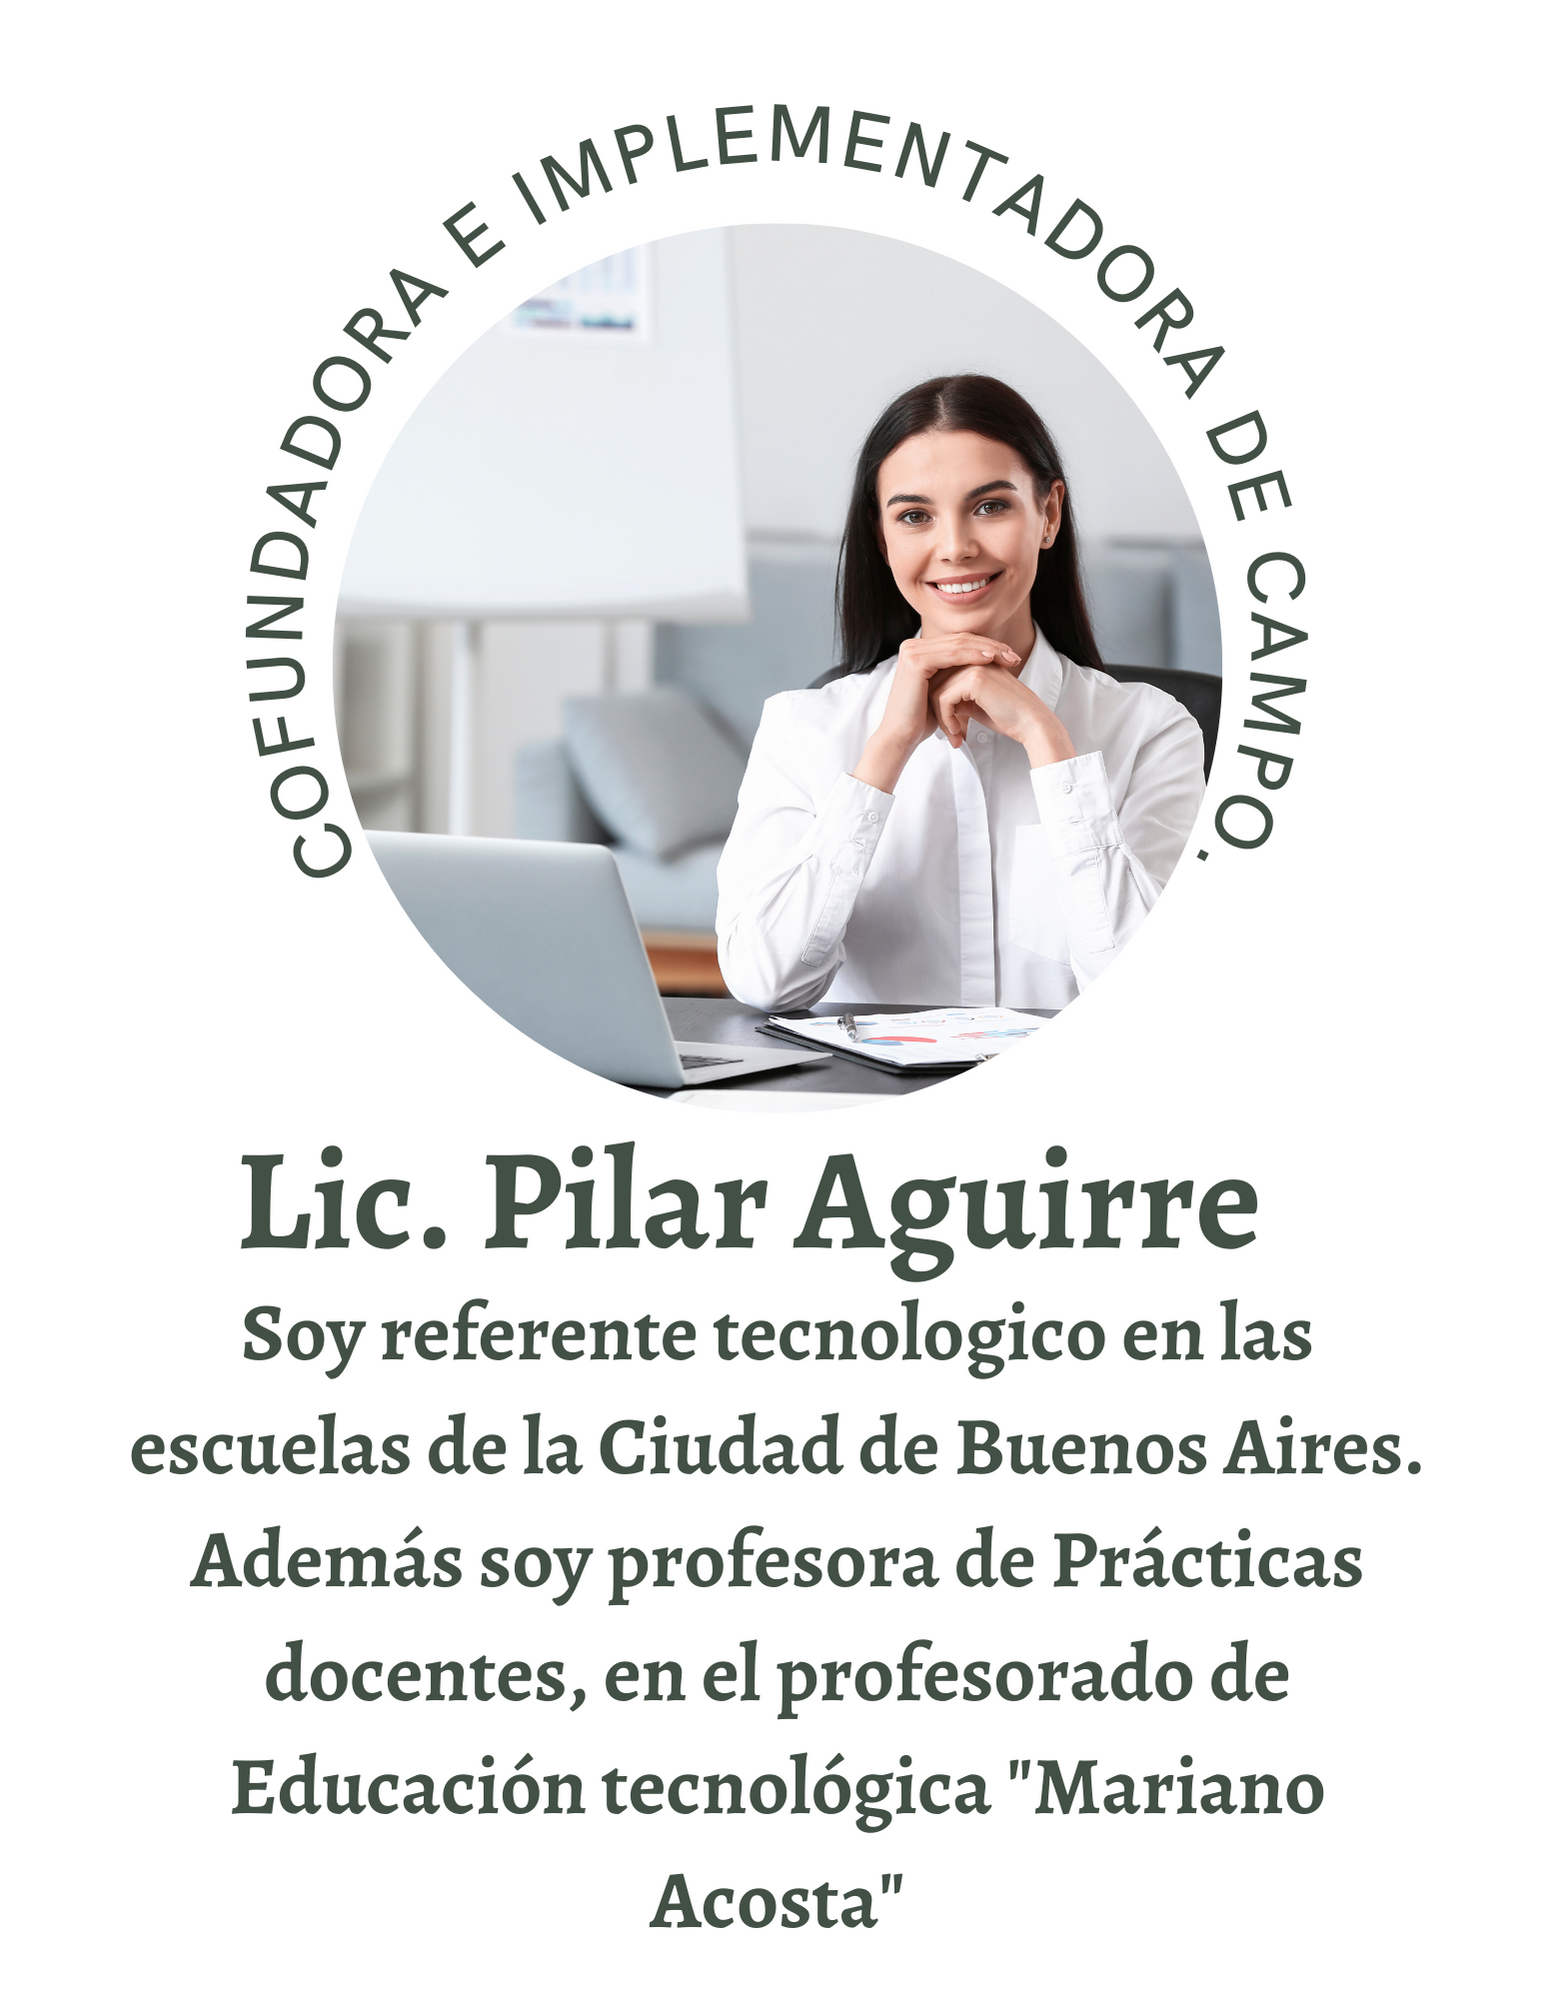 COFUNDADORA E IMPLEMENTADORA DE CAMPO.
Lic. Pilar Aguirre
Soy referente tecnologico en las
escuelas de la Ciudad de Buenos Aires.
Además soy profesora de Prácticas
docentes, en el profesorado de
Educación tecnológica "Mariano
Acosta"